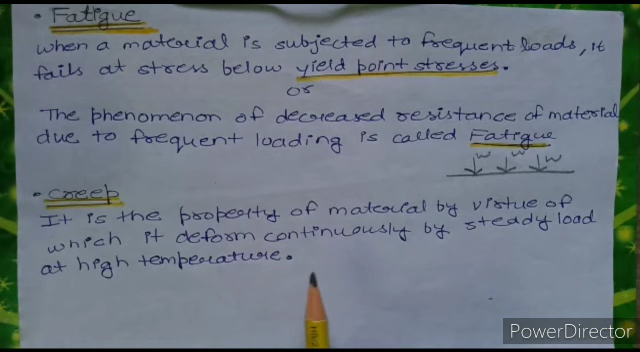 • Fatigue
when a material is subjected to frequent loads, it
fails at stress below yield point stresses.
or
The phenomenon of decreased resistance of material
due to frequent loading is called Fatigue
w w w
• Creep
It is the property of material by virtue of
which it deform continuously by steady load
at high temperature.
PowerDirector